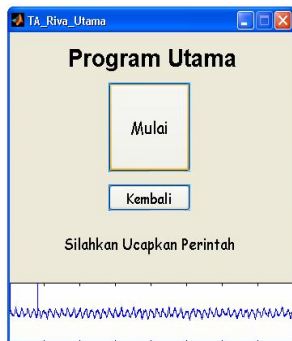 TA_Riva_Utama
Program Utama
Mulai
Kembali
Silahkan Ucapkan Perintah